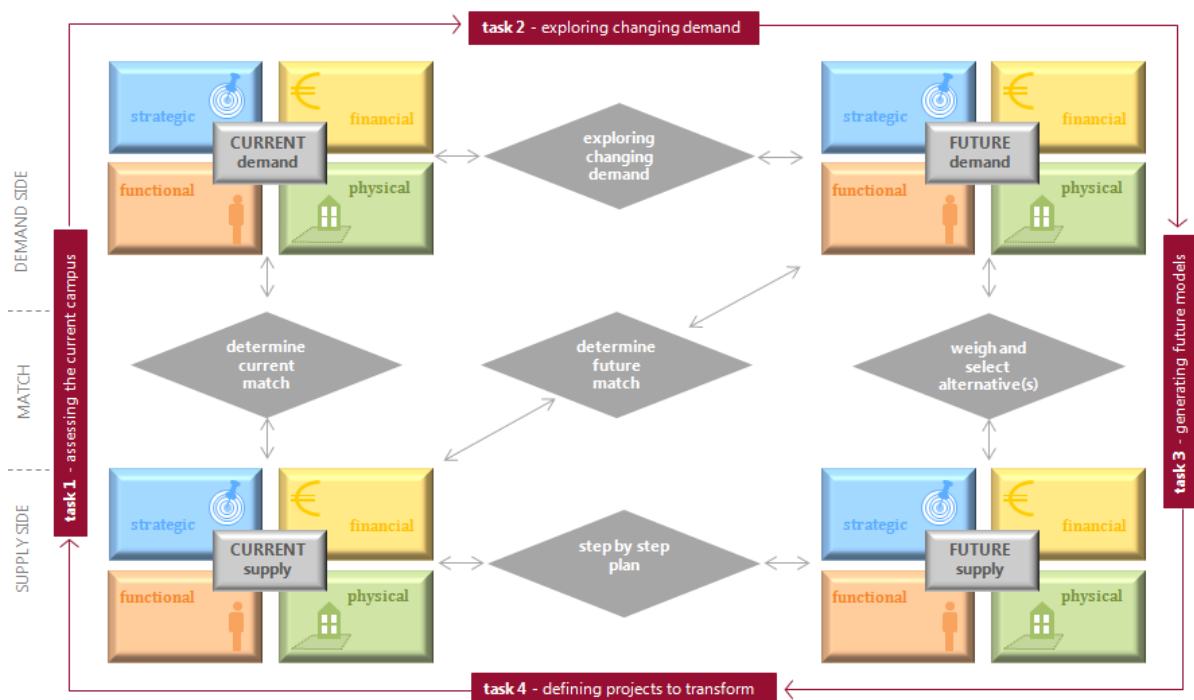 task 2 - exploring changing demand
strategic
financial
CURRENT
demand
functional
physical
exploring
changing
demand
strategic
financial
FUTURE
demand
functional
physical
DEMAND SIDE
MATCH
SUPPLY SIDE
task 1 - assessing the current campus
determine
current
match
determine
future
match
weigh and
select
alternative(s)
task 3 - generating future models
strategic
financial
CURRENT
supply
functional
physical
step by step
plan
strategic
financial
FUTURE
supply
functional
physical
task 4 - defining projects to transform